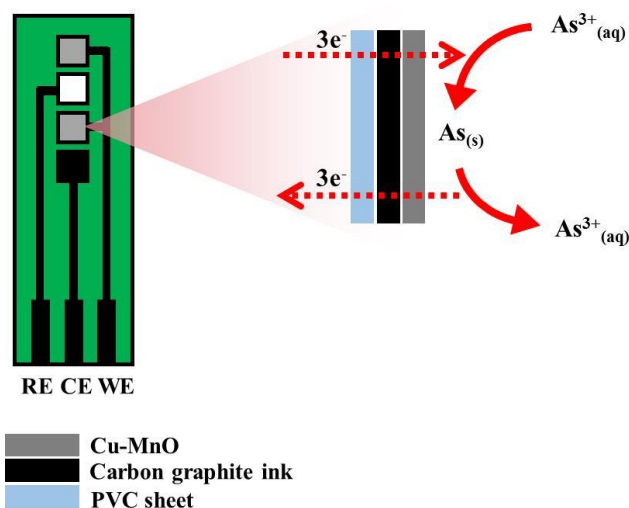 3e⁻
As³⁺(aq)
As(s)
3e⁻
As³⁺(aq)
RE CE WE
Cu-MnO
Carbon graphite ink
PVC sheet